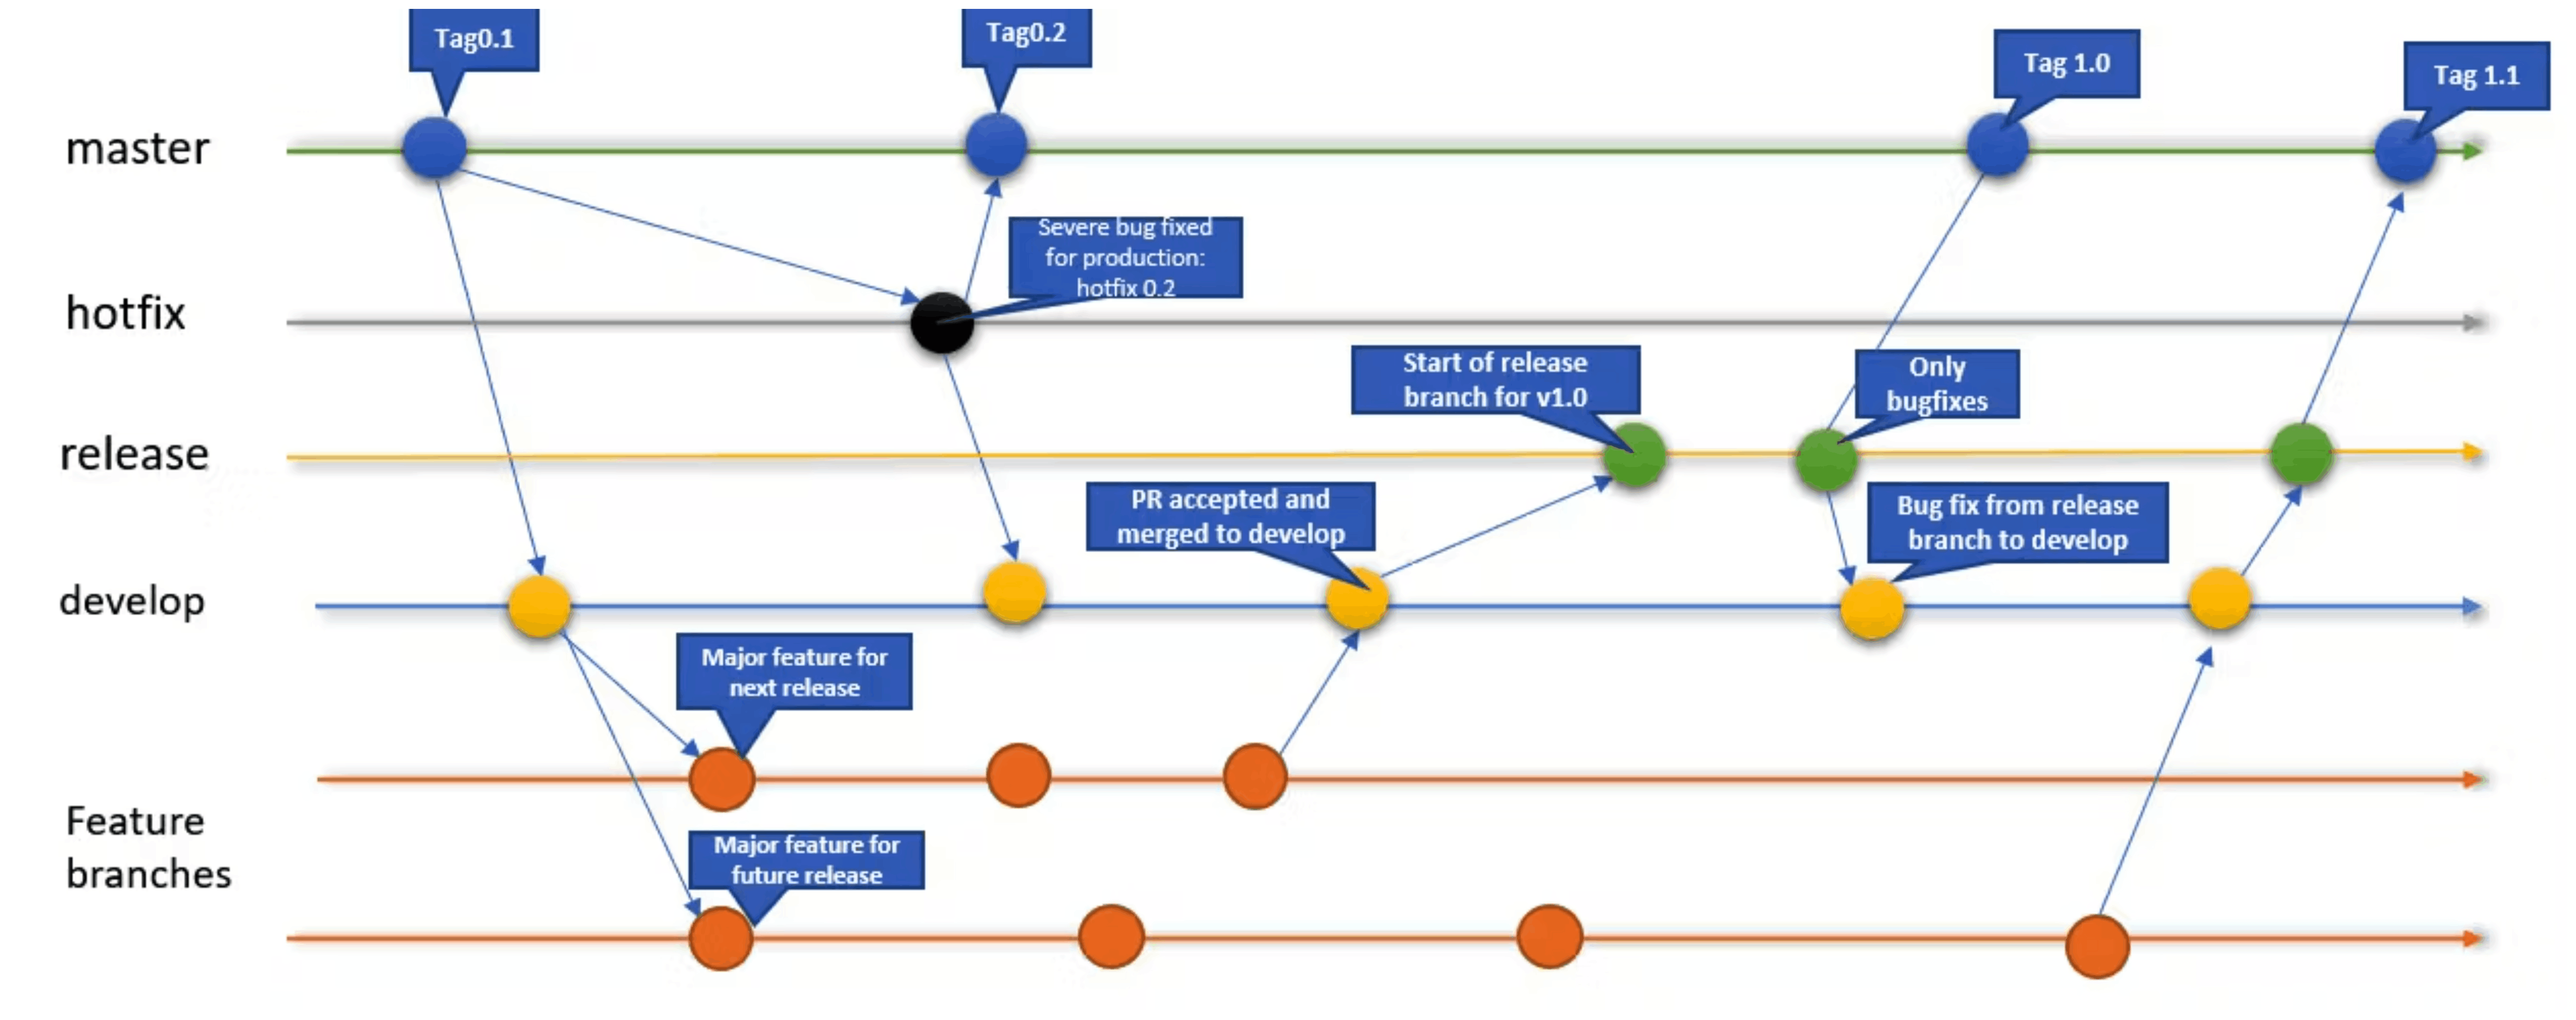 Tag0.1
Tag0.2
Tag 1.0
Tag 1.1
master
Severe bug fixed
for production:
hotfix 0.2
hotfix
Start of release
branch for v1.0
Only
bugfixes
release
PR accepted and
merged to develop
Bug fix from release
branch to develop
develop
Major feature for
next release
Feature
branches
Major feature for
future release